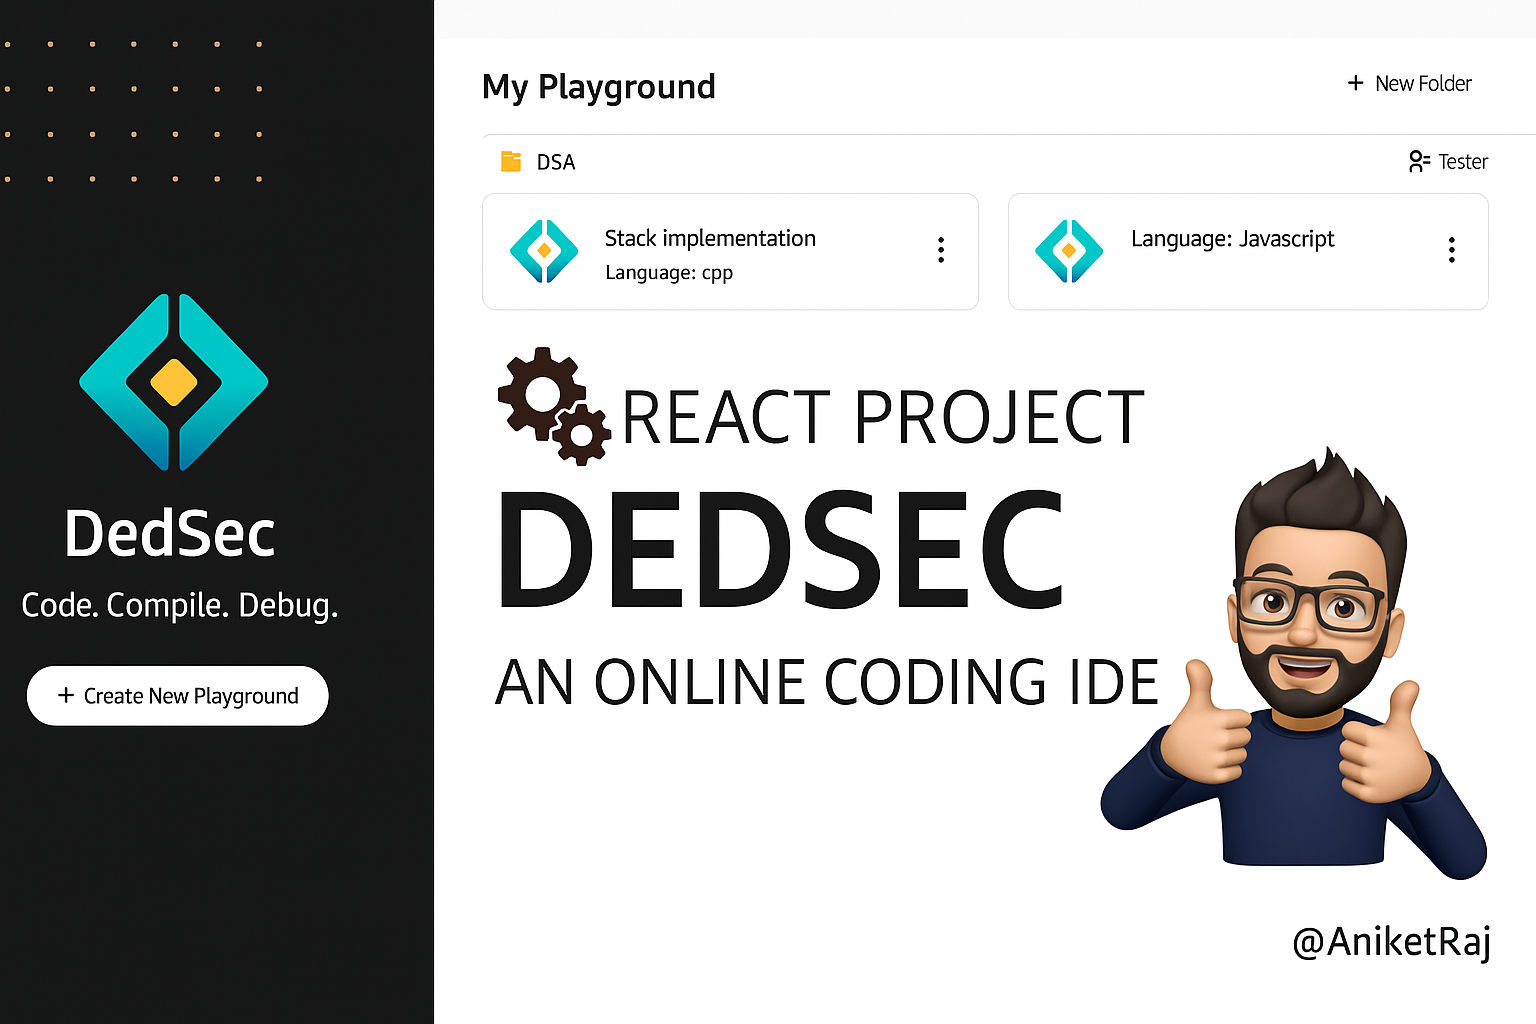 DedSec
Code. Compile. Debug.
+ Create New Playground
My Playground
+ New Folder
DSA
Tester
Stack implementation
Language: cpp
Language: Javascript
REACT PROJECT
DEDSEC
AN ONLINE CODING IDE
@AniketRaj